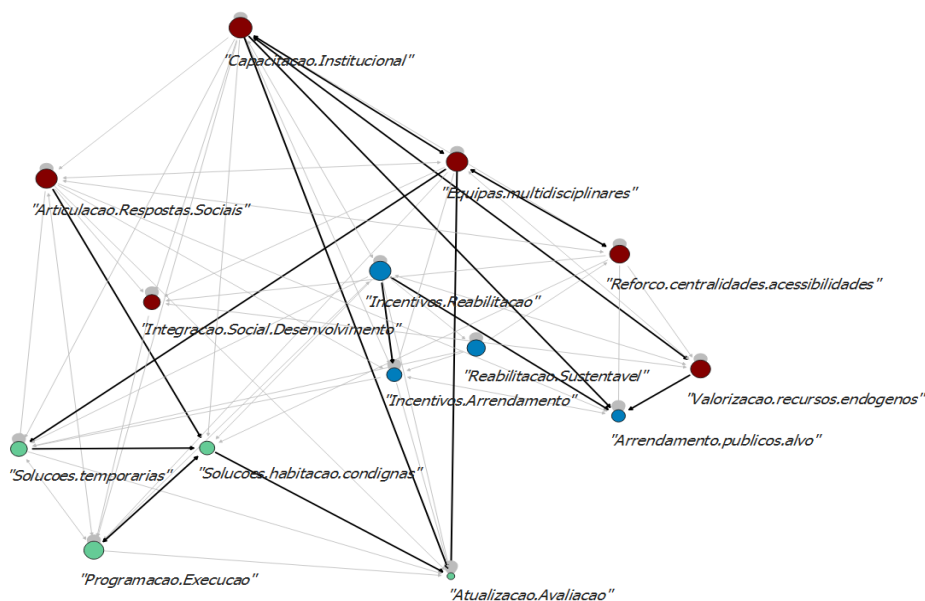 "Capacitacao.Institucional"
"Equipas.multidisciplinares"
"Articulacao.Respostas.Sociais"
"Reforco.centralidades.acessibilidades"
"Incentivos.Reabilitacao"
"Integracao.Social.Desenvolvimento"
"Reabilitacao.Sustentavel"
"Incentivos.Arrendamento"
"Valorizacao.recursos.endogenos"
"Arrendamento.publicos.alvo"
"Solucoes.temporarias"
"Solucoes.habitacao.condignas"
"Programacao.Execucao"
"Atualizacao.Avaliacao"